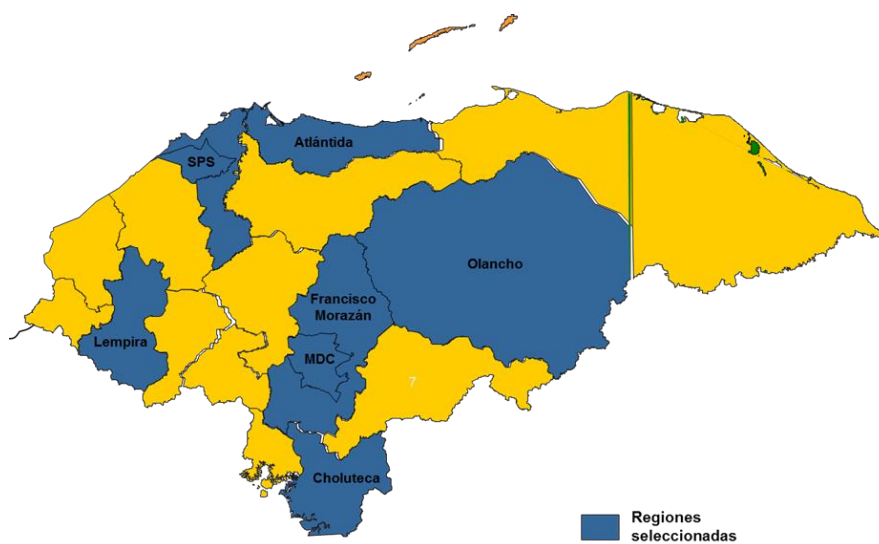 SPS
Atlántida
Olancho
Francisco
Morazán
Lempira
MDC
7
Choluteca
Regiones
seleccionadas